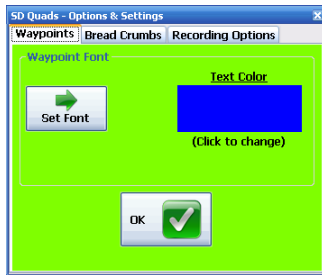 SD Quads - Options & Settings
Waypoints Bread Crumbs Recording Options
Waypoint Font
Text Color
Set Font
(Click to change)
OK